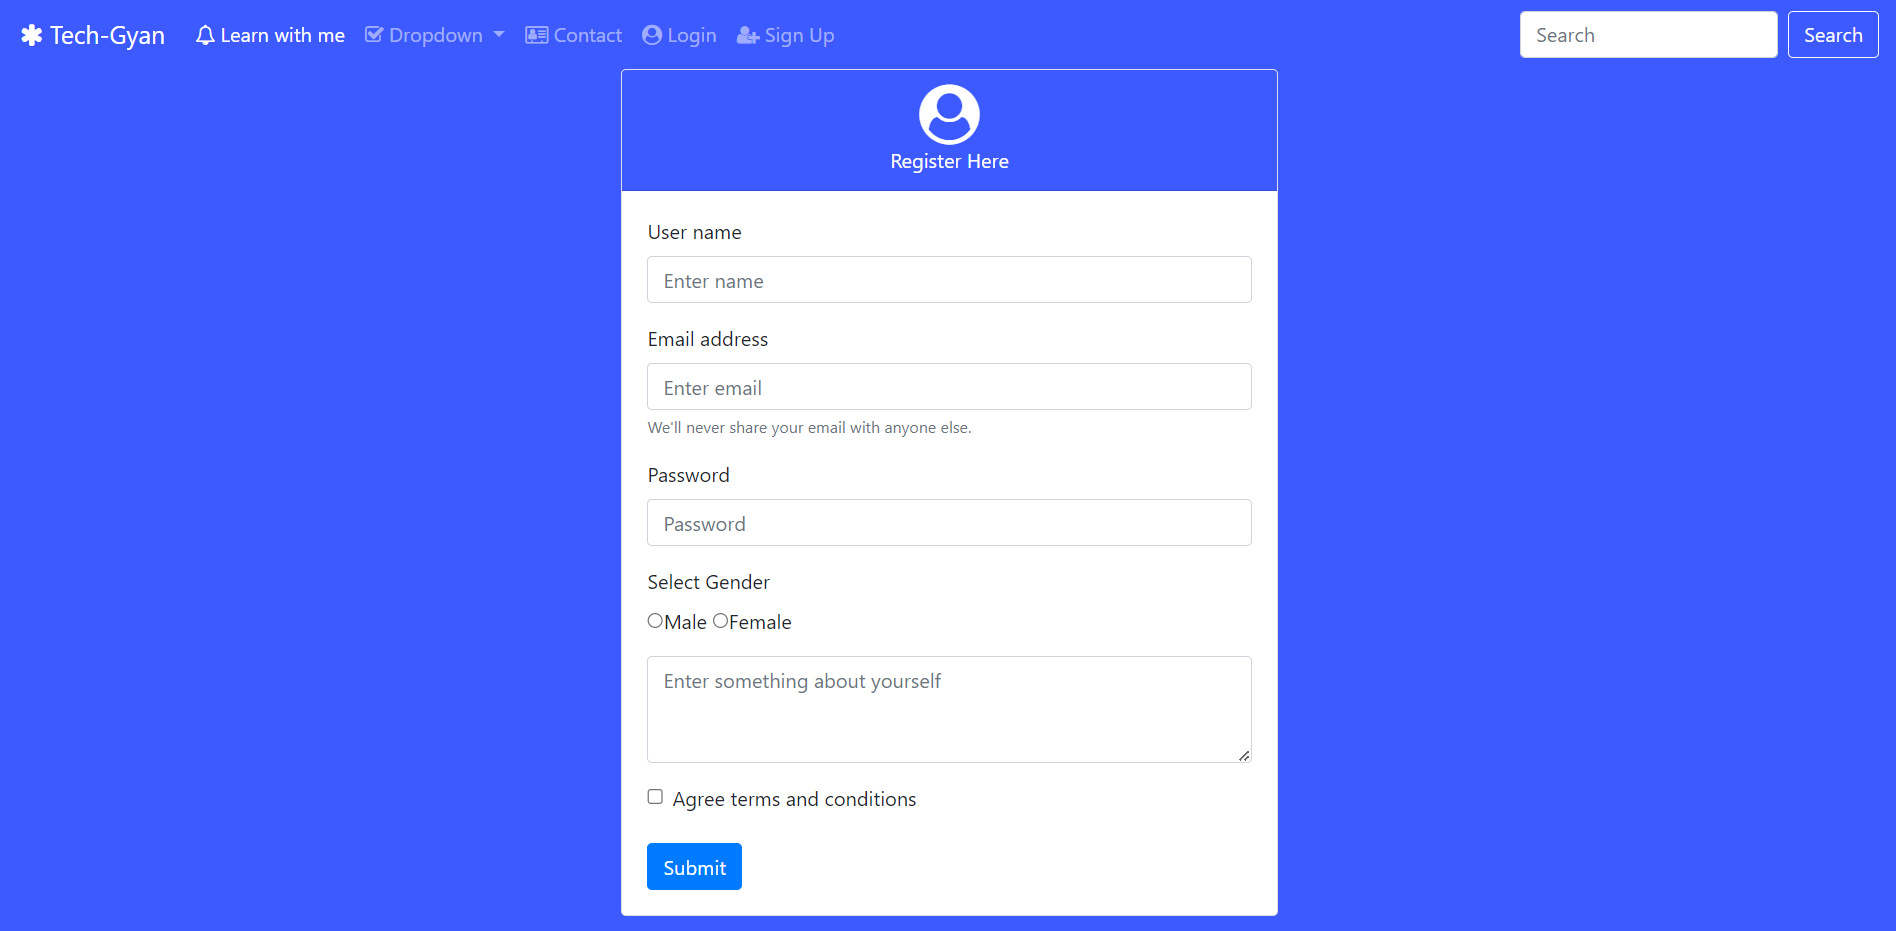 Tech-Gyan Learn with me Dropdown Contact Login Sign Up Search Search
Register Here
User name
Enter name
Email address
Enter email
We'll never share your email with anyone else.
Password
Password
Select Gender
Male Female
Enter something about yourself
Agree terms and conditions
Submit